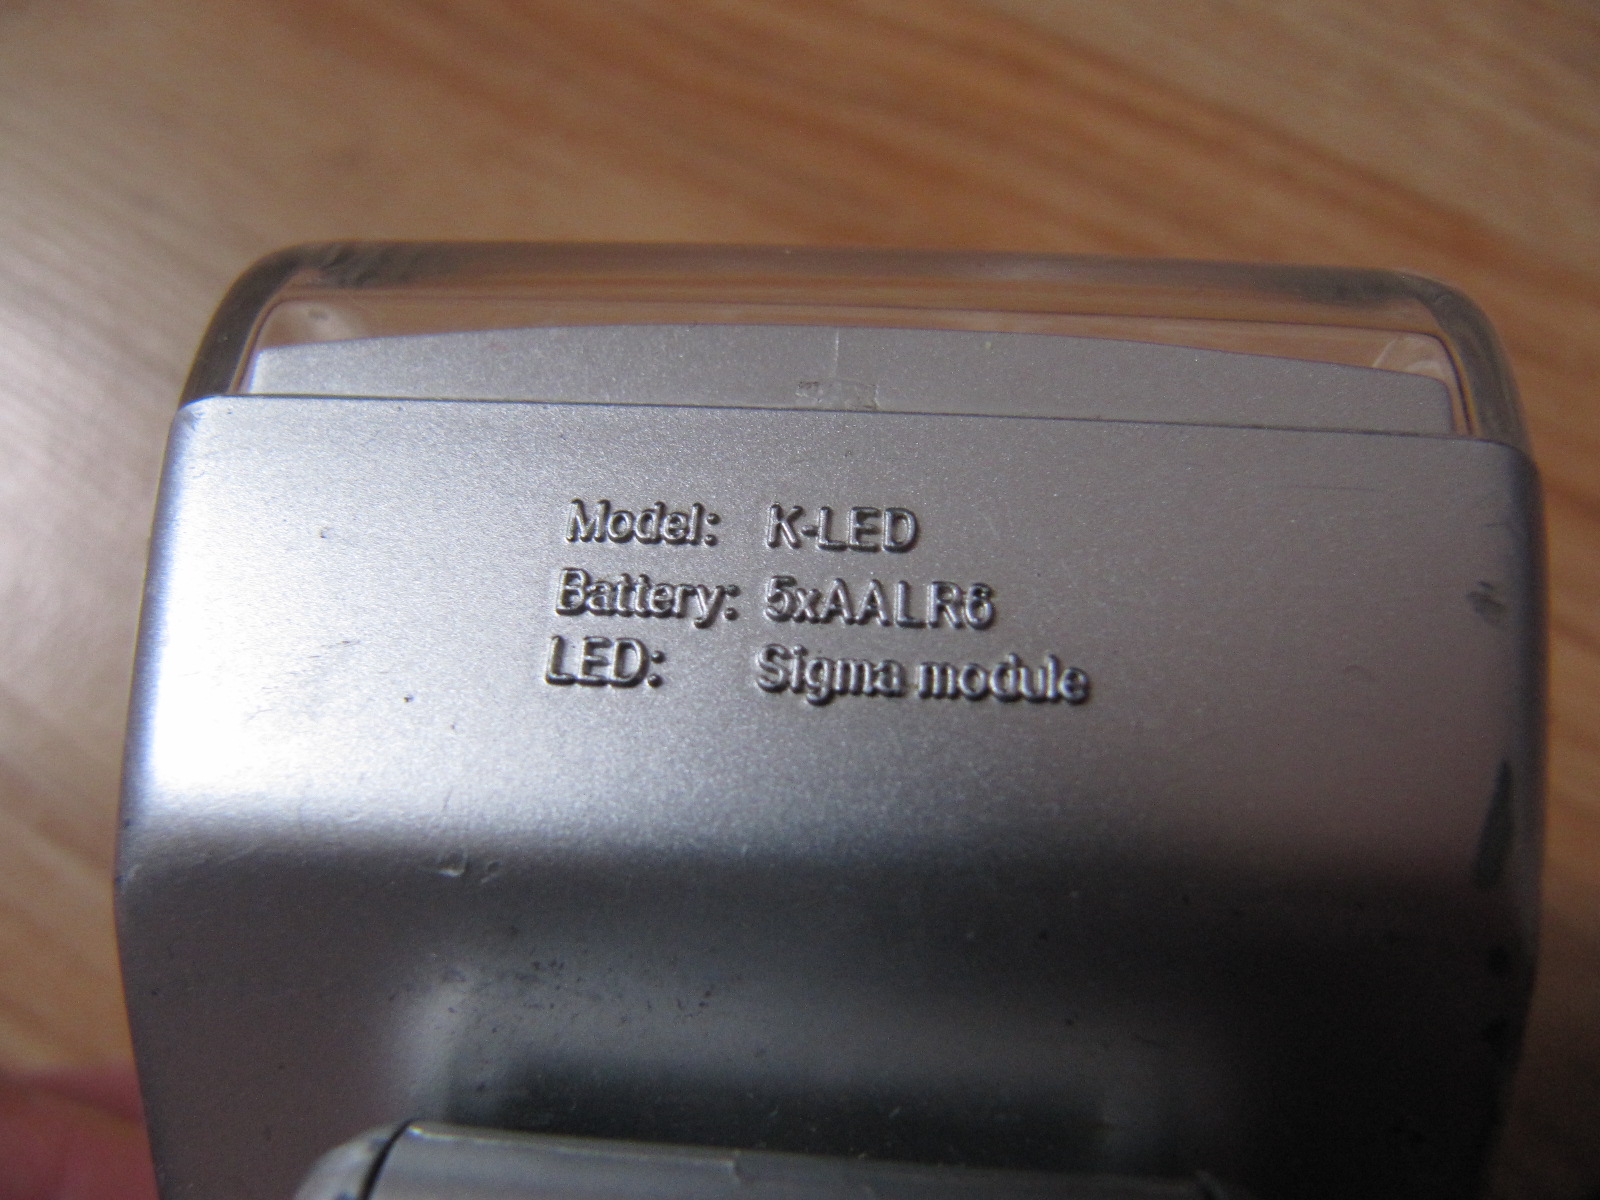 Model: K-LED
Battery: 5xAALR6
LED: Sigma module